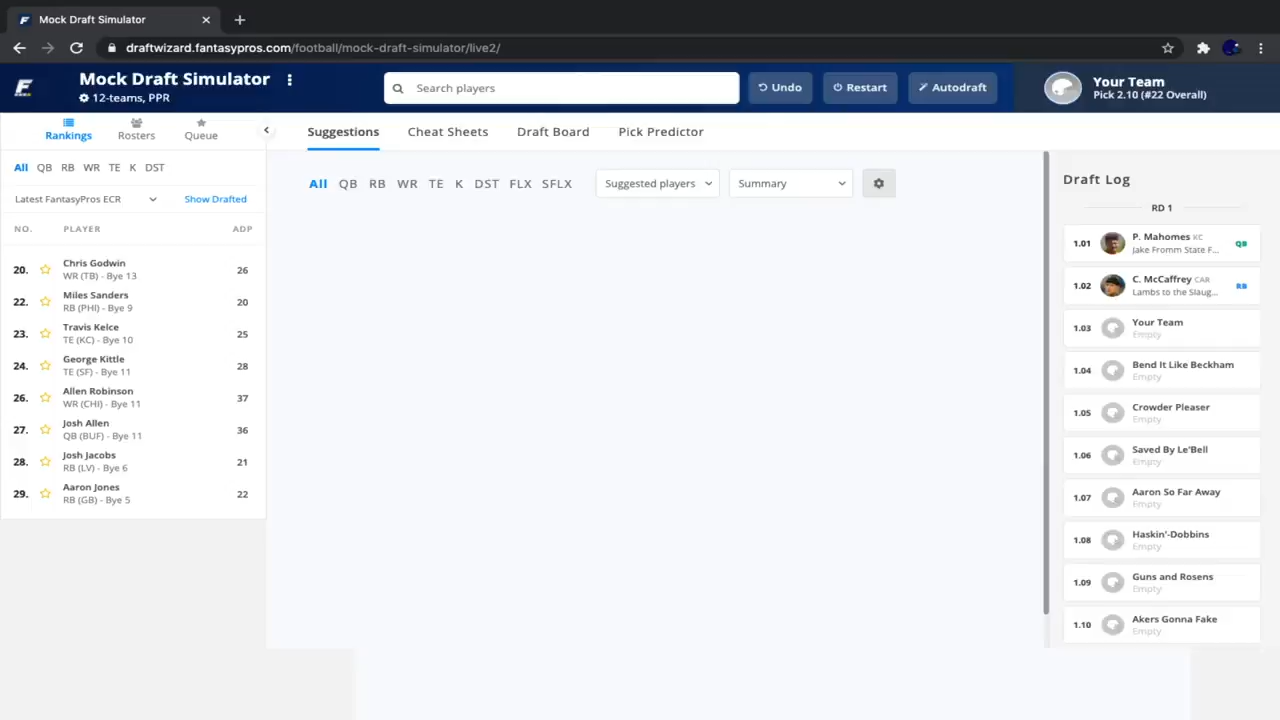 Mock Draft Simulator
draftwizard.fantasypros.com/football/mock-draft-simulator/live2/
Mock Draft Simulator
12-teams, PPR
Search players
Undo
Restart
Autodraft
Your Team
Pick 2.10 (#22 Overall)
Rankings Rosters Queue
All QB RB WR TE K DST
Latest FantasyPros ECR Show Drafted
NO. PLAYER ADP
20. Chris Godwin 26
WR (TB) - Bye 13
22. Miles Sanders 20
RB (PHI) - Bye 9
23. Travis Kelce 25
TE (KC) - Bye 10
24. George Kittle 28
TE (SF) - Bye 11
26. Allen Robinson 37
WR (CHI) - Bye 11
27. Josh Allen 36
QB (BUF) - Bye 11
28. Josh Jacobs 21
RB (LV) - Bye 6
29. Aaron Jones 22
RB (GB) - Bye 5
Suggestions Cheat Sheets Draft Board Pick Predictor
All QB RB WR TE K DST FLX SFLX Suggested players Summary
Draft Log
RD 1
1.01 P. Mahomes KC QB
Jake Fromm State F...
1.02 C. McCaffrey CAR RB
Lambs to the Slaug...
1.03 Your Team
Empty
1.04 Bend It Like Beckham
Empty
1.05 Crowder Pleaser
Empty
1.06 Saved By Le'Bell
Empty
1.07 Aaron So Far Away
Empty
1.08 Haskin'-Dobbins
Empty
1.09 Guns and Rosens
Empty
1.10 Akers Gonna Fake
Empty